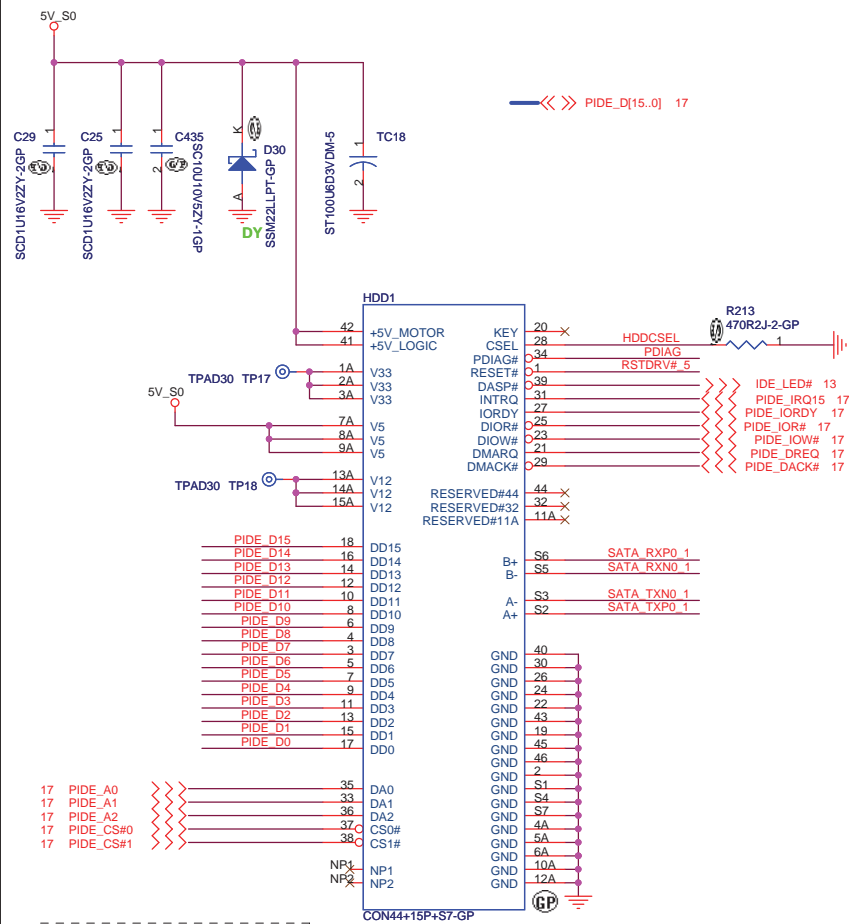 5V_S0
PIDE_D[15..0] 17
C29
1
2
SCD1U16V2ZY-2GP
C25
1
2
SCD1U16V2ZY-2GP
C435
1
2
SC10U10V5ZY-1GP
K
D30
A
SSM22LLPT-GP
DY
TC18
1
2
ST100U6D3VDM-5
HDD1
R213
470R2J-2-GP
2
1
42 +5V_MOTOR
41 +5V_LOGIC
TPAD30 TP17
1A V33
2A V33
3A V33
5V_S0
7A V5
8A V5
9A V5
TPAD30 TP18
13A V12
14A V12
15A V12
PIDE_D15 18 DD15
PIDE_D14 16 DD14
PIDE_D13 14 DD13
PIDE_D12 12 DD12
PIDE_D11 10 DD11
PIDE_D10 8 DD10
PIDE_D9 6 DD9
PIDE_D8 4 DD8
PIDE_D7 3 DD7
PIDE_D6 5 DD6
PIDE_D5 7 DD5
PIDE_D4 9 DD4
PIDE_D3 11 DD3
PIDE_D2 13 DD2
PIDE_D1 15 DD1
PIDE_D0 17 DD0
17 PIDE_A0 35 DA0
17 PIDE_A1 33 DA1
17 PIDE_A2 36 DA2
17 PIDE_CS#0 37 CS0#
17 PIDE_CS#1 38 CS1#
NP1 NP1
NP2 NP2
KEY 20
CSEL 28 HDDCSEL
PDIAG# 34 PDIAG
RESET# 1 RSTDRV#_5
DASP# 39 IDE_LED# 13
INTRQ 31 PIDE_IRQ15 17
IORDY 27 PIDE_IORDY 17
DIOR# 25 PIDE_IOR# 17
DIOW# 23 PIDE_IOW# 17
DMARQ 21 PIDE_DREQ 17
DMACK# 29 PIDE_DACK# 17
RESERVED#44 44
RESERVED#32 32
RESERVED#11A 11A
B+ S6 SATA_RXP0_1
B- S5 SATA_RXN0_1
A- S3 SATA_TXN0_1
A+ S2 SATA_TXP0_1
GND 40
GND 30
GND 26
GND 24
GND 22
GND 43
GND 19
GND 45
GND 46
GND 2
GND S1
GND S4
GND S7
GND 4A
GND 5A
GND 6A
GND 10A
GND 12A
GP
CON44+15P+S7-GP